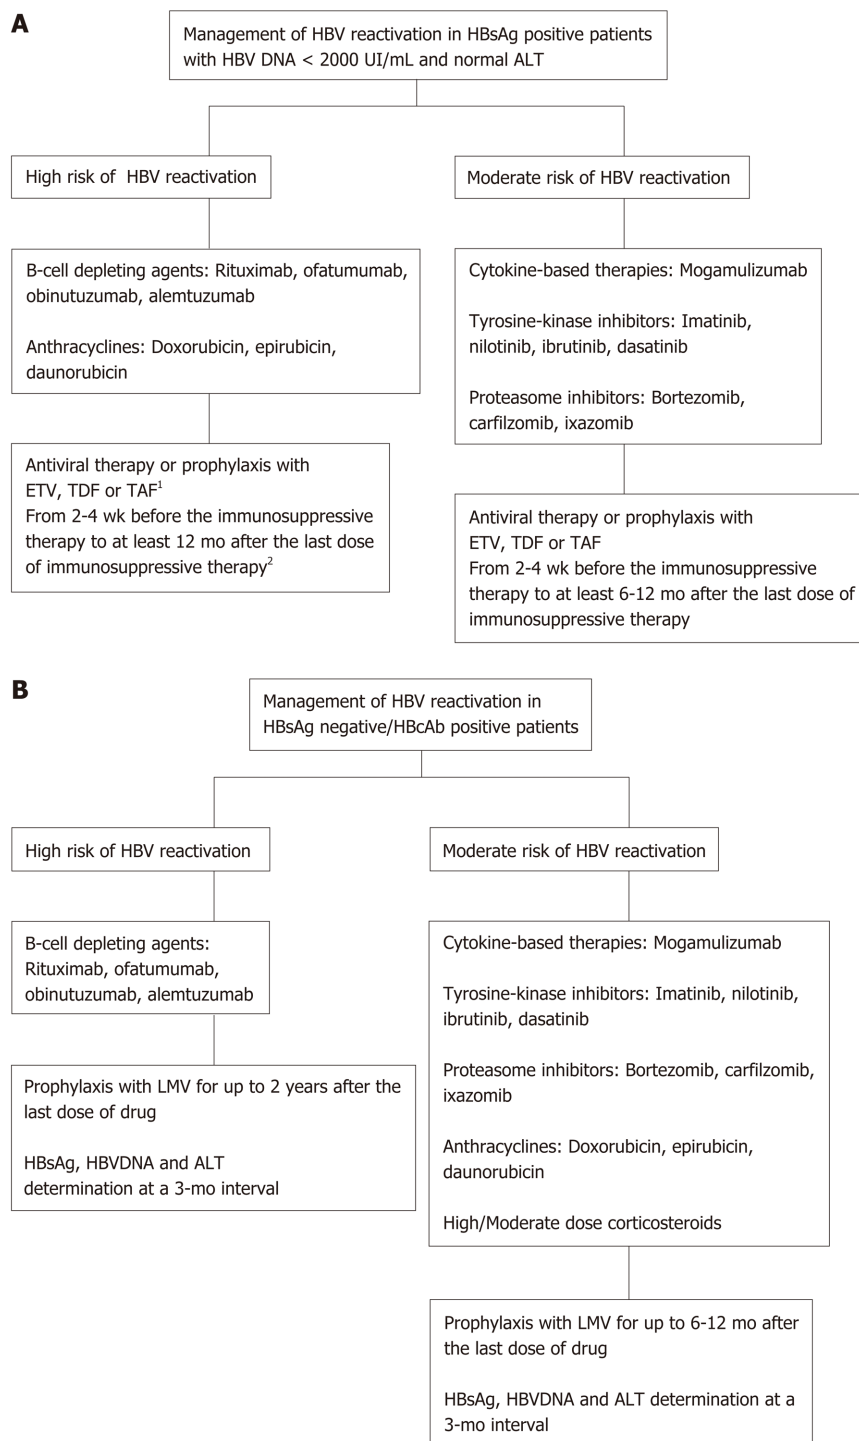 A
Management of HBV reactivation in HBsAg positive patients
with HBV DNA < 2000 UI/mL and normal ALT
High risk of HBV reactivation
Moderate risk of HBV reactivation
B-cell depleting agents: Rituximab, ofatumumab,
obinutuzumab, alemtuzumab
Anthracyclines: Doxorubicin, epirubicin,
daunorubicin
Cytokine-based therapies: Mogamulizumab
Tyrosine-kinase inhibitors: Imatinib,
nilotinib, ibrutinib, dasatinib
Proteasome inhibitors: Bortezomib,
carfilzomib, ixazomib
Antiviral therapy or prophylaxis with
ETV, TDF or TAF¹
From 2-4 wk before the immunosuppressive
therapy to at least 12 mo after the last dose
of immunosuppressive therapy²
Antiviral therapy or prophylaxis with
ETV, TDF or TAF
From 2-4 wk before the immunosuppressive
therapy to at least 6-12 mo after the last dose of
immunosuppressive therapy
B
Management of HBV reactivation in
HBsAg negative/HBcAb positive patients
High risk of HBV reactivation
Moderate risk of HBV reactivation
B-cell depleting agents:
Rituximab, ofatumumab,
obinutuzumab, alemtuzumab
Cytokine-based therapies: Mogamulizumab
Tyrosine-kinase inhibitors: Imatinib, nilotinib,
ibrutinib, dasatinib
Proteasome inhibitors: Bortezomib, carfilzomib,
ixazomib
Anthracyclines: Doxorubicin, epirubicin,
daunorubicin
High/Moderate dose corticosteroids
Prophylaxis with LMV for up to 2 years after the
last dose of drug
HBsAg, HBVDNA and ALT
determination at a 3-mo interval
Prophylaxis with LMV for up to 6-12 mo after
the last dose of drug
HBsAg, HBVDNA and ALT determination at a
3-mo interval